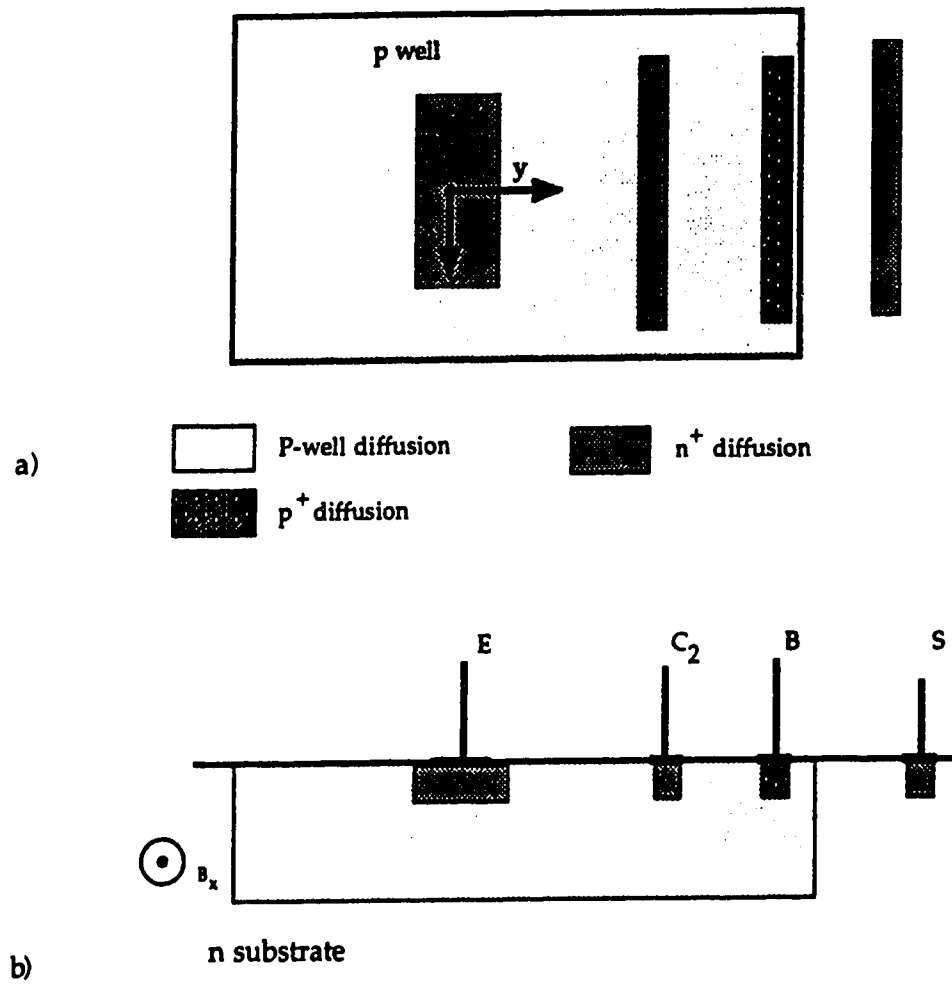 p well
y
a)
P-well diffusion
n+ diffusion
p+ diffusion
E
C2
B
S
Bx
n substrate
b)